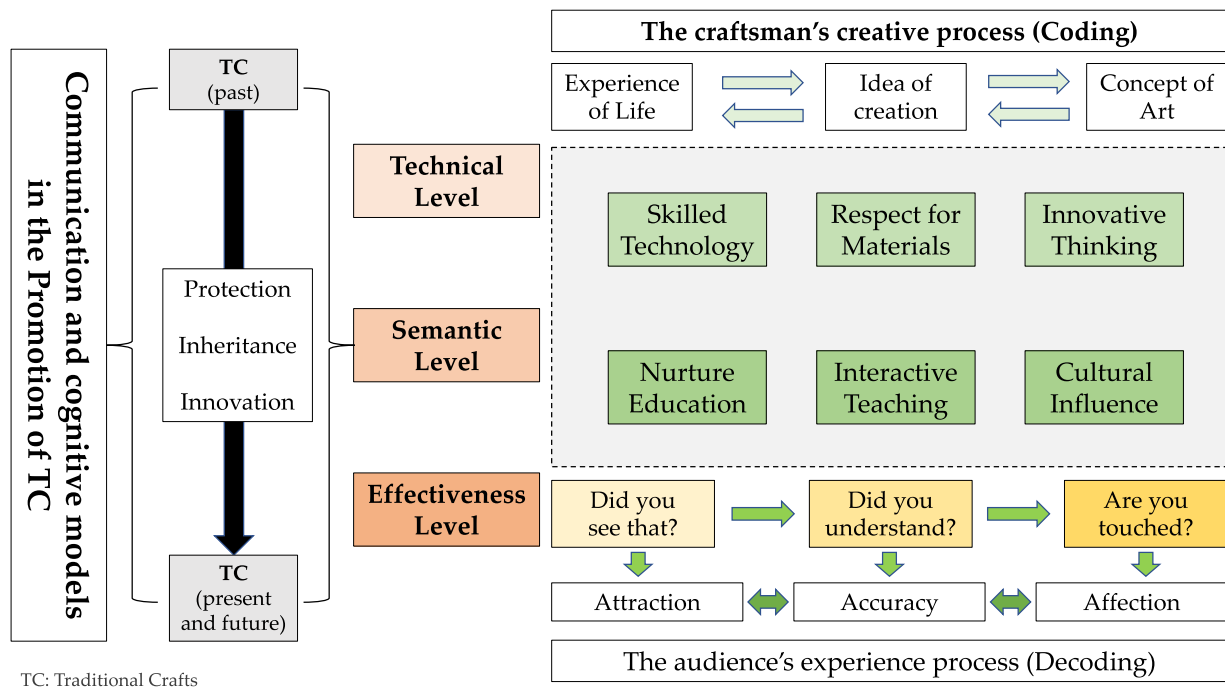 Communication and cognitive models
in the Promotion of TC
TC
(past)
Protection
Inheritance
Innovation
TC
(present
and future)
Technical
Level
Semantic
Level
Effectiveness
Level
The craftsman’s creative process (Coding)
Experience
of Life
Idea of
creation
Concept of
Art
Skilled
Technology
Respect for
Materials
Innovative
Thinking
Nurture
Education
Interactive
Teaching
Cultural
Influence
Did you
see that?
Did you
understand?
Are you
touched?
Attraction
Accuracy
Affection
The audience’s experience process (Decoding)
TC: Traditional Crafts